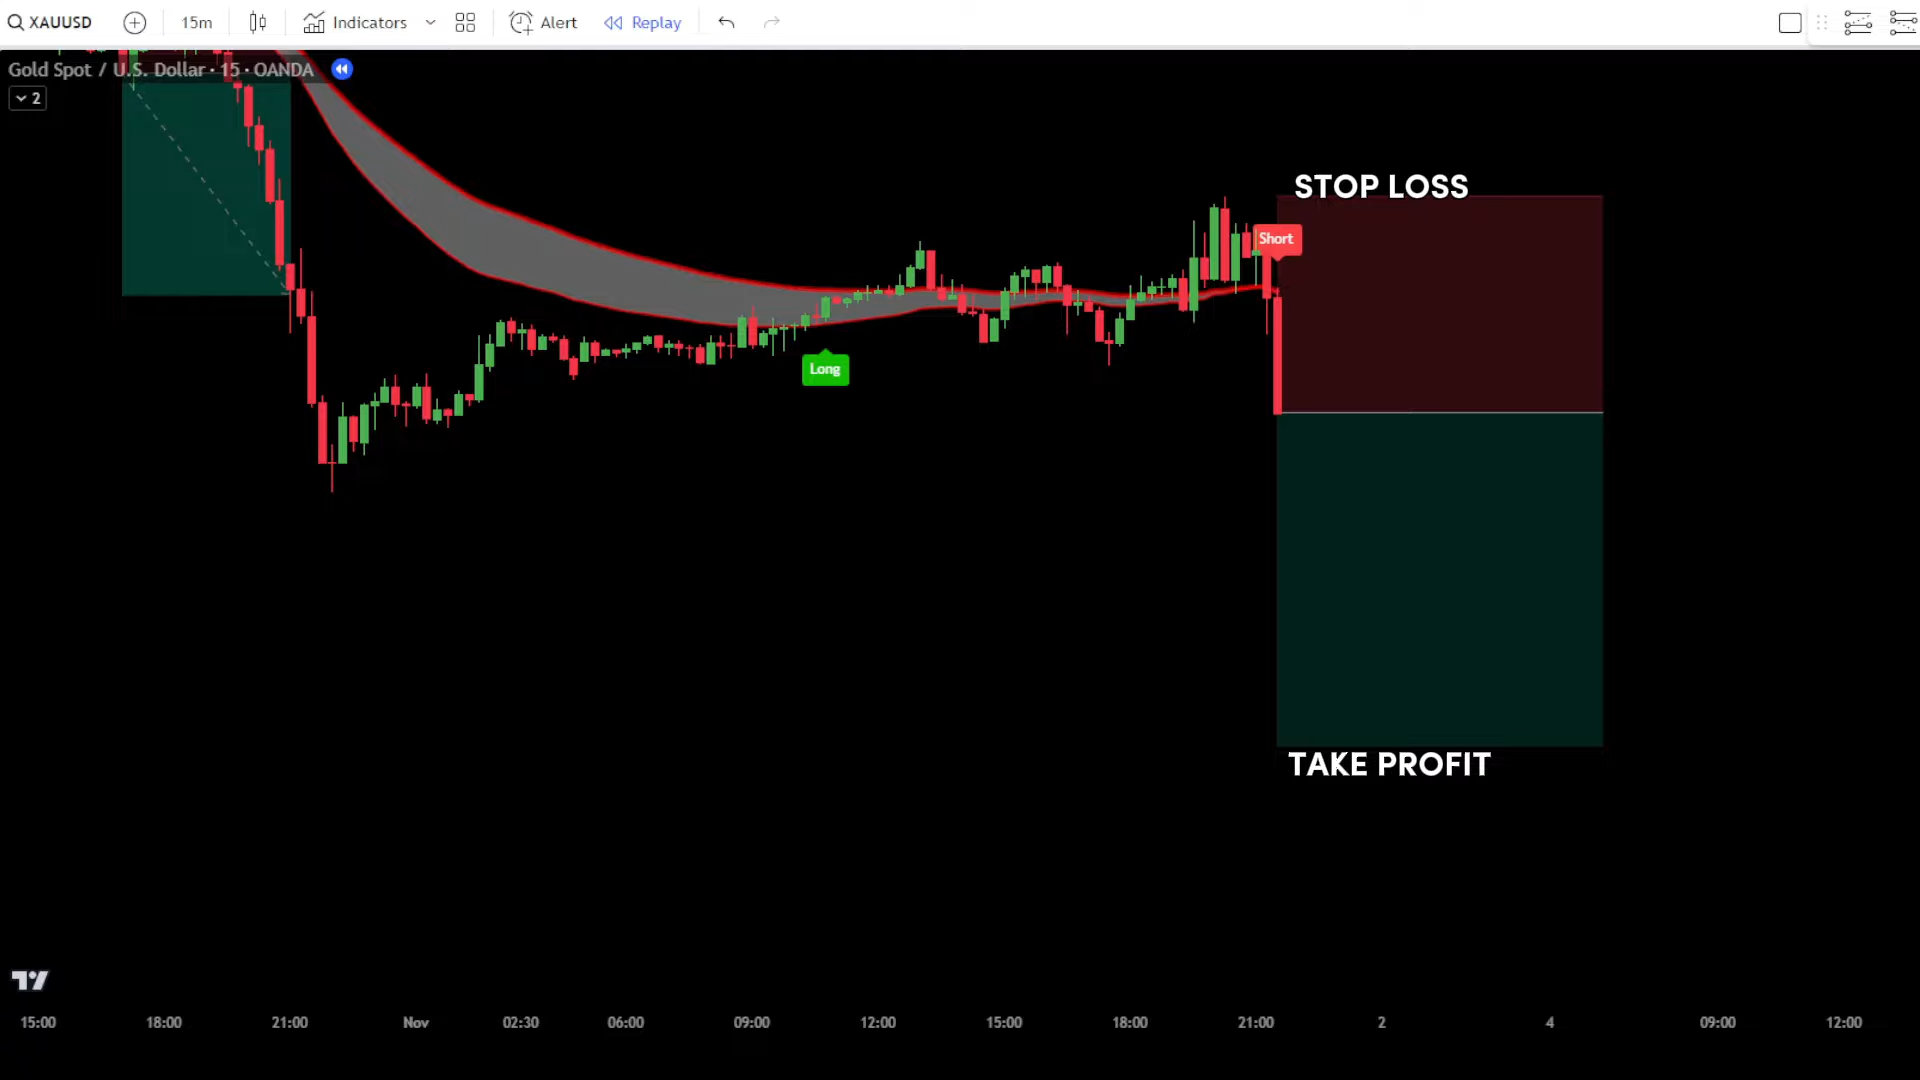 XAUUSD 15m Indicators Alert Replay
Gold Spot / U.S. Dollar · 15 · OANDA
2
STOP LOSS
Short
Long
TAKE PROFIT
15:00 18:00 21:00 Nov 02:30 06:00 09:00 12:00 15:00 18:00 21:00 2 4 09:00 12:00